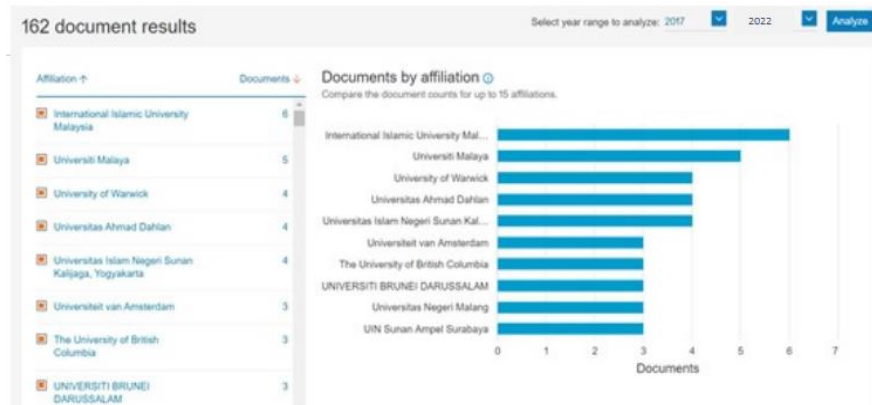 162 document results
Select year range to analyze: 2017 2022 Analyze
Affiliation ↑ Documents ↓
International Islamic University
Malaysia 6
Universiti Malaya 5
University of Warwick 4
Universitas Ahmad Dahlan 4
Universitas Islam Negeri Sunan
Kalijaga, Yogyakarta 4
Universiteit van Amsterdam 3
The University of British
Columbia 3
UNIVERSITI BRUNEI
DARUSSALAM 3
Documents by affiliation
Compare the document counts for up to 15 affiliations.
International Islamic University Mal...
Universiti Malaya
University of Warwick
Universitas Ahmad Dahlan
Universitas Islam Negeri Sunan Kal...
Universiteit van Amsterdam
The University of British Columbia
UNIVERSITI BRUNEI DARUSSALAM
Universitas Negeri Malang
UIN Sunan Ampel Surabaya
0 1 2 3 4 5 6 7
Documents